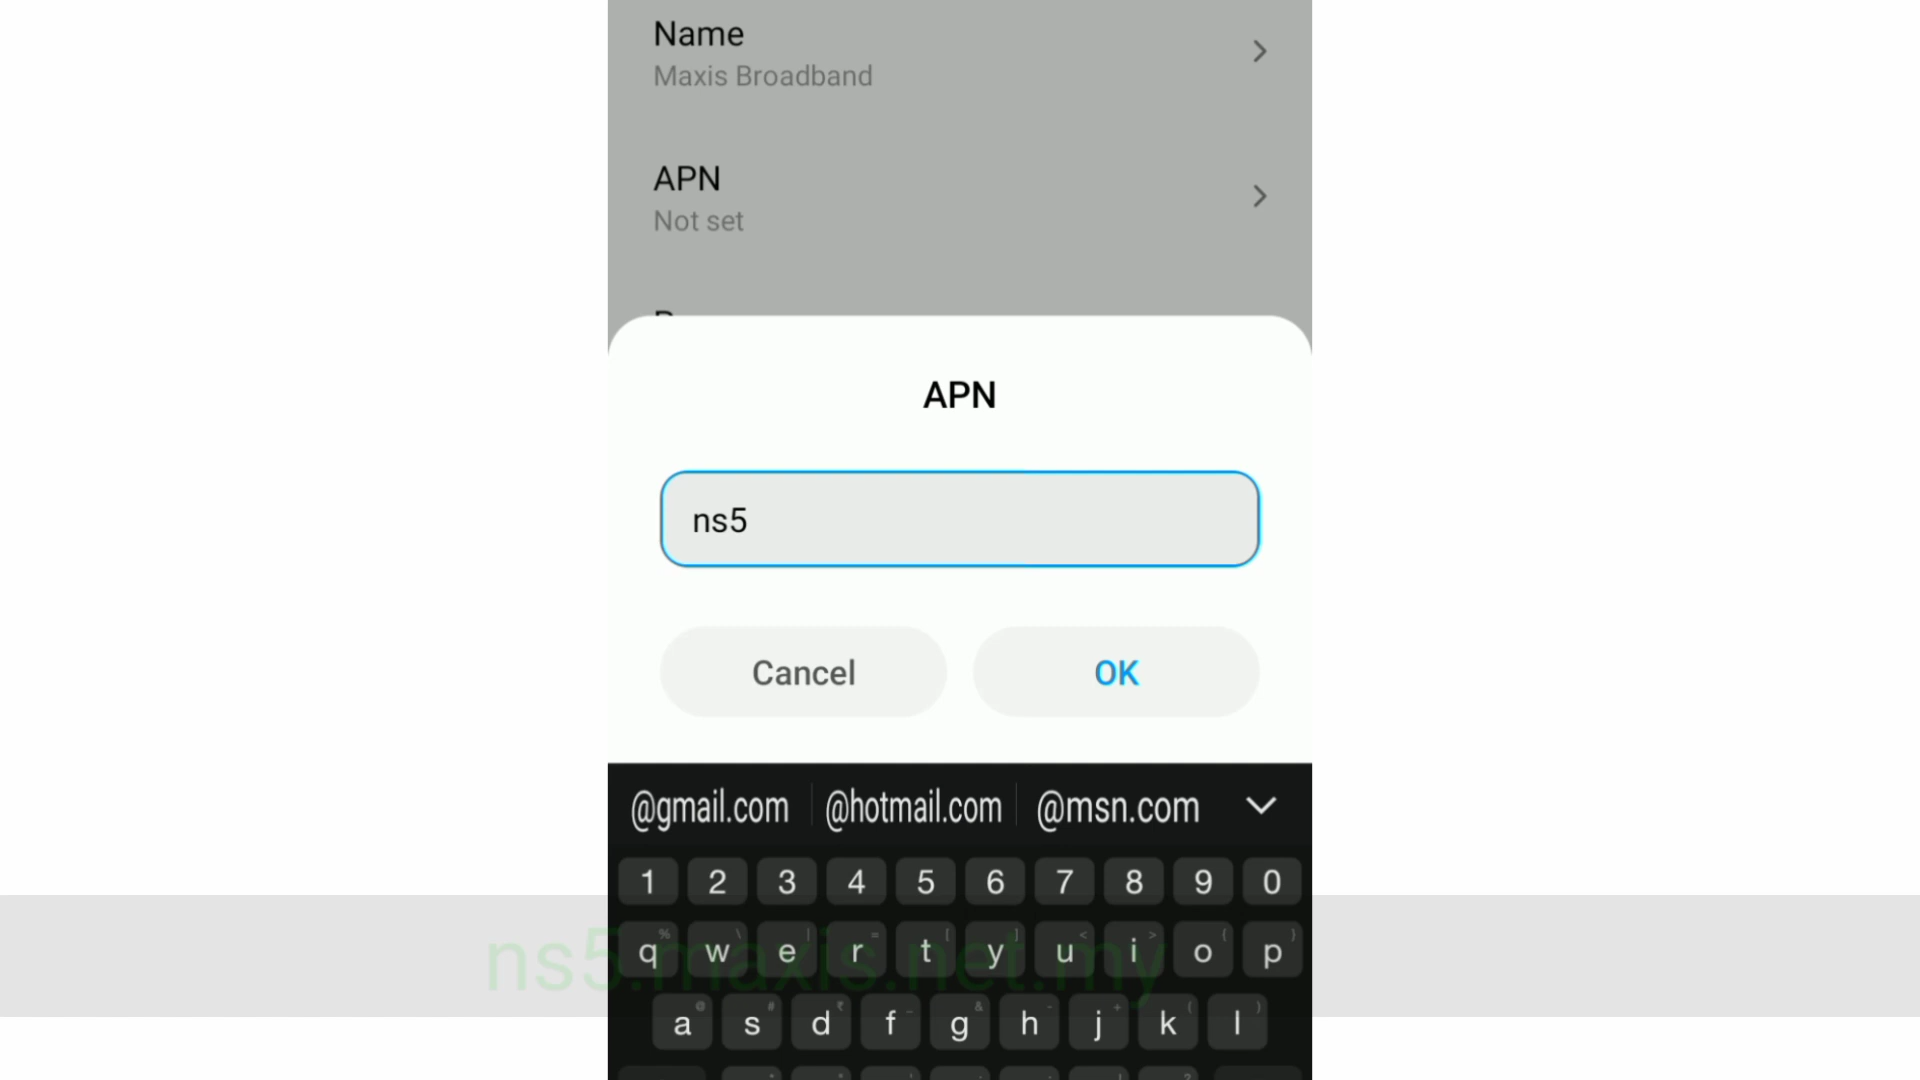 Name
Maxis Broadband
APN
Not set
APN
ns5
Cancel
OK
@gmail.com @hotmail.com @msn.com
1 2 3 4 5 6 7 8 9 0
q w e r t y u i o p
ns5.maxis.net.my
a s d f g h j k l